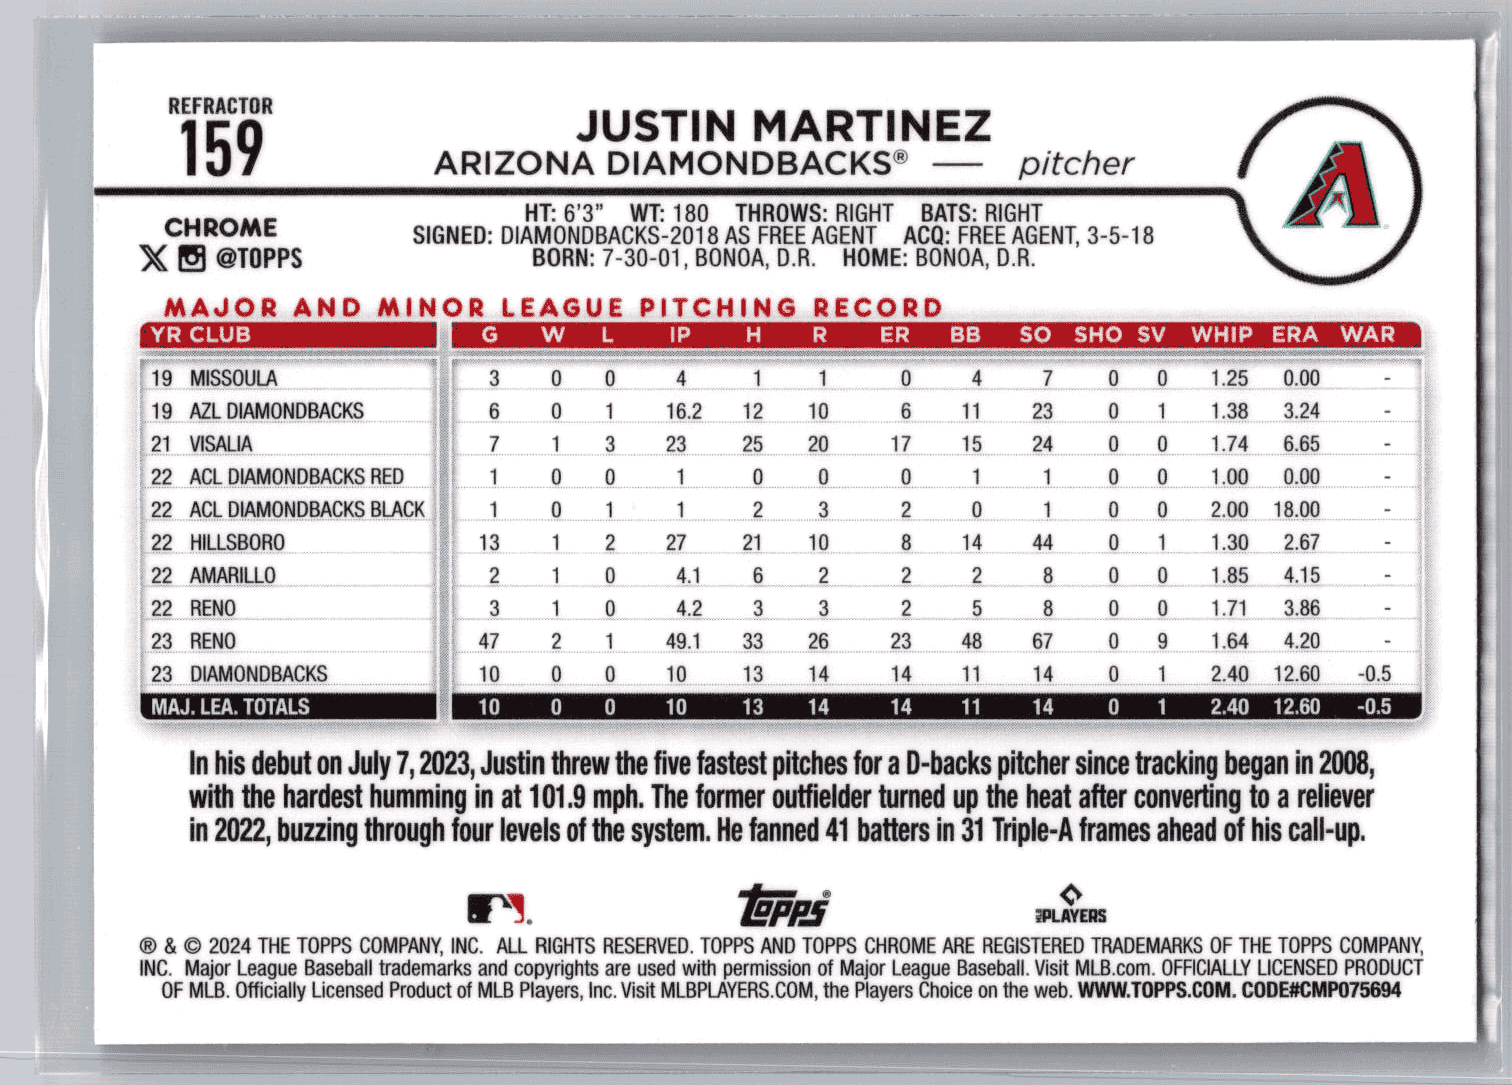 REFRACTOR
159
JUSTIN MARTINEZ
ARIZONA DIAMONDBACKS® — pitcher
CHROME
X @TOPPS
HT: 6'3" WT: 180 THROWS: RIGHT BATS: RIGHT
SIGNED: DIAMONDBACKS-2018 AS FREE AGENT ACQ: FREE AGENT, 3-5-18
BORN: 7-30-01, BONOA, D.R. HOME: BONOA, D.R.
MAJOR AND MINOR LEAGUE PITCHING RECORD
YR CLUB G W L IP H R ER BB SO SHO SV WHIP ERA WAR
19 MISSOULA 3 0 0 4 1 1 0 4 7 0 0 1.25 0.00 -
19 AZL DIAMONDBACKS 6 0 1 16.2 12 10 6 11 23 0 1 1.38 3.24 -
21 VISALIA 7 1 3 23 25 20 17 15 24 0 0 1.74 6.65 -
22 ACL DIAMONDBACKS RED 1 0 0 1 0 0 0 1 1 0 0 1.00 0.00 -
22 ACL DIAMONDBACKS BLACK 1 0 1 1 2 3 2 0 1 0 0 2.00 18.00 -
22 HILLSBORO 13 1 2 27 21 10 8 14 44 0 1 1.30 2.67 -
22 AMARILLO 2 1 0 4.1 6 2 2 2 8 0 0 1.85 4.15 -
22 RENO 3 1 0 4.2 3 3 2 5 8 0 0 1.71 3.86 -
23 RENO 47 2 1 49.1 33 26 23 48 67 0 9 1.64 4.20 -
23 DIAMONDBACKS 10 0 0 10 13 14 14 11 14 0 1 2.40 12.60 -0.5
MAJ. LEA. TOTALS 10 0 0 10 13 14 14 11 14 0 1 2.40 12.60 -0.5
In his debut on July 7, 2023, Justin threw the five fastest pitches for a D-backs pitcher since tracking began in 2008,
with the hardest humming in at 101.9 mph. The former outfielder turned up the heat after converting to a reliever
in 2022, buzzing through four levels of the system. He fanned 41 batters in 31 Triple-A frames ahead of his call-up.
Topps® MLB PLAYERS
® & © 2024 THE TOPPS COMPANY, INC. ALL RIGHTS RESERVED. TOPPS AND TOPPS CHROME ARE REGISTERED TRADEMARKS OF THE TOPPS COMPANY,
INC. Major League Baseball trademarks and copyrights are used with permission of Major League Baseball. Visit MLB.com. OFFICIALLY LICENSED PRODUCT
OF MLB. Officially Licensed Product of MLB Players, Inc. Visit MLBPLAYERS.COM, the Players Choice on the web. WWW.TOPPS.COM. CODE#CMP075694